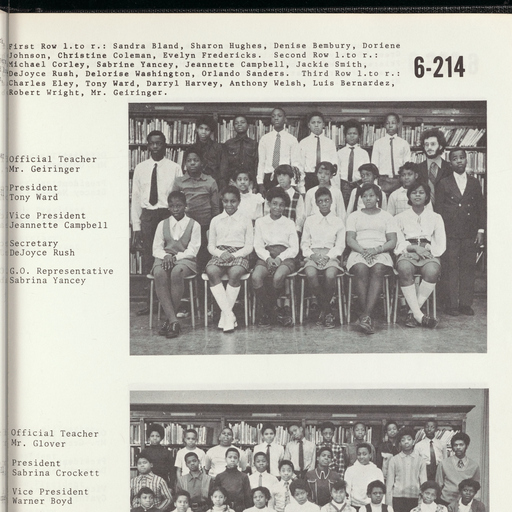 First Row l.to r.: Sandra Bland, Sharon Hughes, Denise Bembury, Doriene
Johnson, Christine Coleman, Evelyn Fredericks.  Second Row l.to r.:
Michael Corley, Sabrine Yancey, Jeannette Campbell, Jackie Smith,
DeJoyce Rush, Delorise Washington, Orlando Sanders.  Third Row l.to r.:
Charles Eley, Tony Ward, Darryl Harvey, Anthony Welsh, Luis Bernardez,
Robert Wright, Mr. Geiringer.
6-214
Official Teacher
Mr. Geiringer
President
Tony Ward
Vice President
Jeannette Campbell
Secretary
DeJoyce Rush
G.O. Representative
Sabrina Yancey
Official Teacher
Mr. Glover
President
Sabrina Crockett
Vice President
Warner Boyd